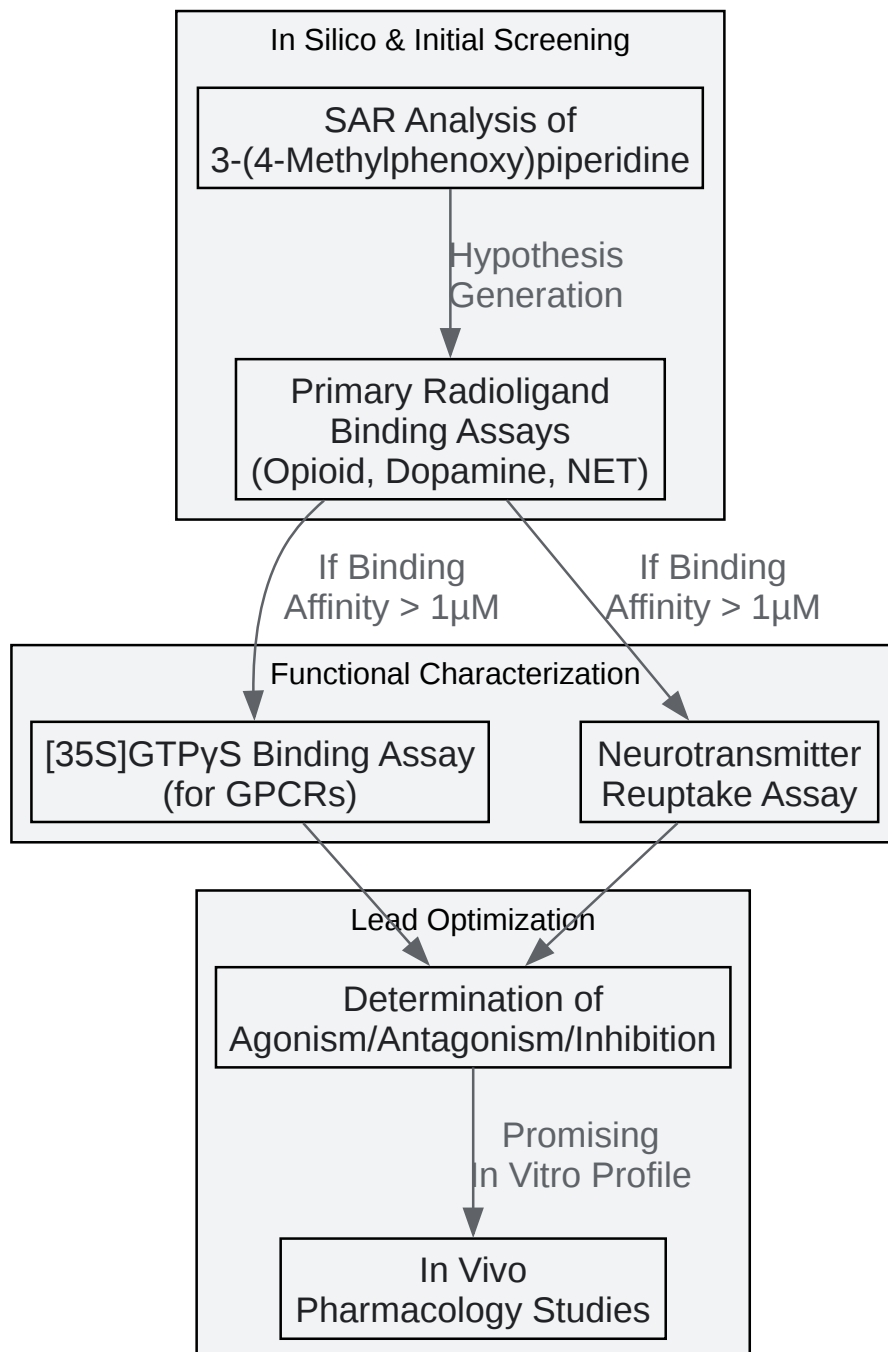 In Silico & Initial Screening
SAR Analysis of
3-(4-Methylphenoxy)piperidine
Hypothesis
Generation
Primary Radioligand
Binding Assays
(Opioid, Dopamine, NET)
If Binding
Affinity > 1μM
If Binding
Affinity > 1μM
Functional Characterization
[35S]GTPγS Binding Assay
(for GPCRs)
Neurotransmitter
Reuptake Assay
Lead Optimization
Determination of
Agonism/Antagonism/Inhibition
Promising
In Vitro Profile
In Vivo
Pharmacology Studies